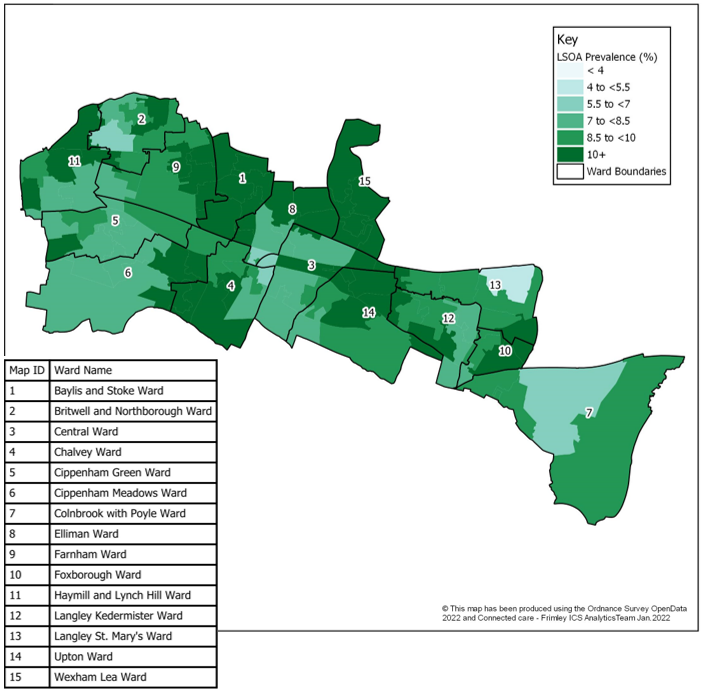 Key
LSOA Prevalence (%)
< 4
4 to <5.5
5.5 to <7
7 to <8.5
8.5 to <10
10+
Ward Boundaries
2
11
9
1
15
8
5
6
3
4
13
14
12
10
7
Map ID Ward Name
1 Baylis and Stoke Ward
2 Britwell and Northborough Ward
3 Central Ward
4 Chalvey Ward
5 Cippenham Green Ward
6 Cippenham Meadows Ward
7 Colnbrook with Poyle Ward
8 Elliman Ward
9 Farnham Ward
10 Foxborough Ward
11 Haymill and Lynch Hill Ward
12 Langley Kedermister Ward
13 Langley St. Mary's Ward
14 Upton Ward
15 Wexham Lea Ward
© This map has been produced using the Ordnance Survey OpenData
2022 and Connected care - Frimley ICS AnalyticsTeam Jan.2022